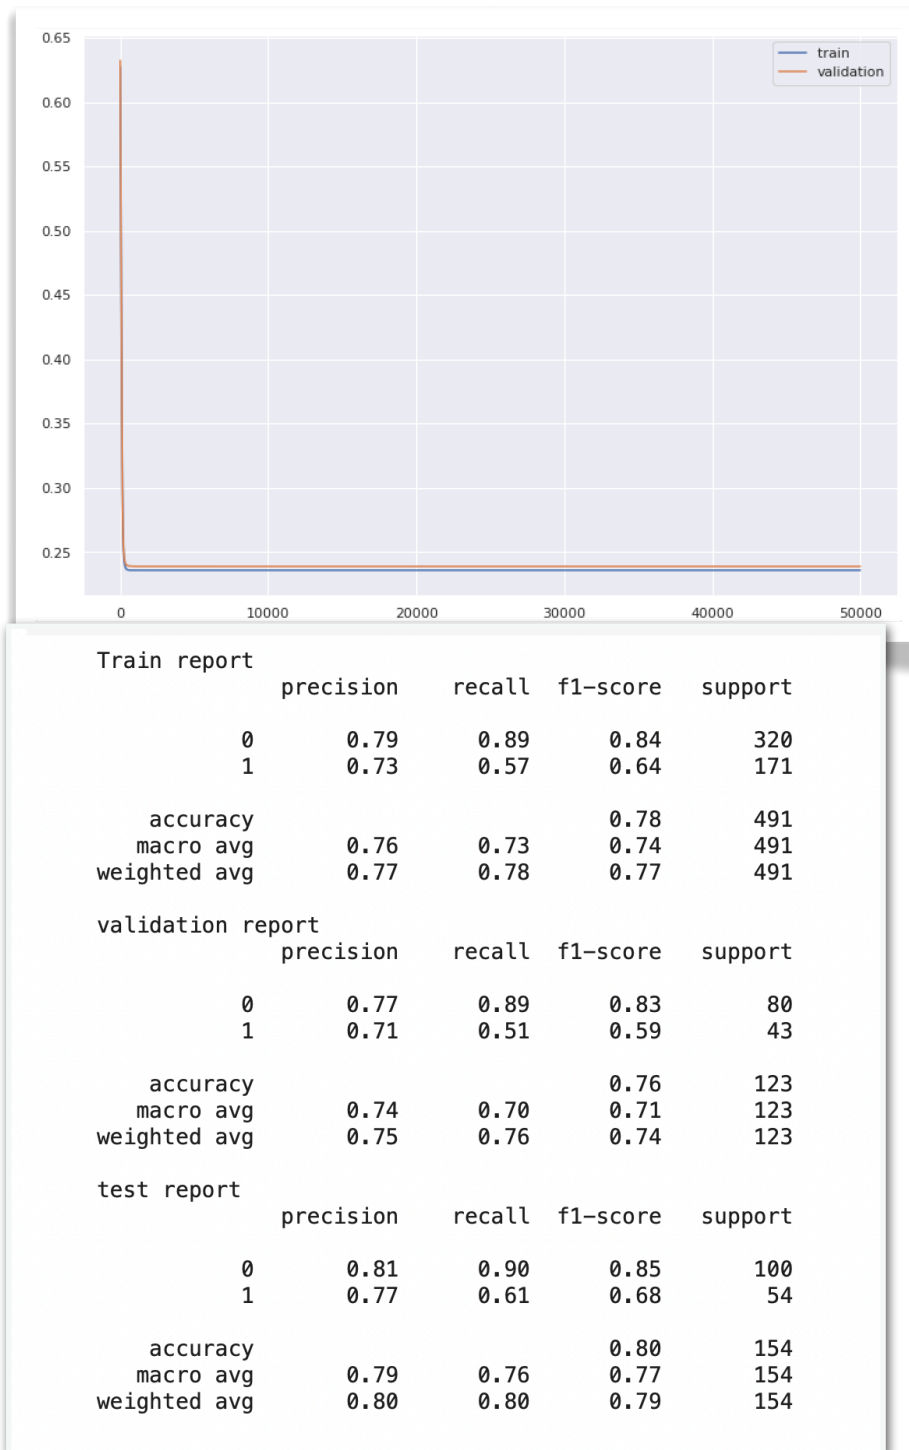 0.65
train
validation
0.60
0.55
0.50
0.45
0.40
0.35
0.30
0.25
0 10000 20000 30000 40000 50000
Train report
precision recall f1-score support
0 0.79 0.89 0.84 320
1 0.73 0.57 0.64 171
accuracy 0.78 491
macro avg 0.76 0.73 0.74 491
weighted avg 0.77 0.78 0.77 491
validation report
precision recall f1-score support
0 0.77 0.89 0.83 80
1 0.71 0.51 0.59 43
accuracy 0.76 123
macro avg 0.74 0.70 0.71 123
weighted avg 0.75 0.76 0.74 123
test report
precision recall f1-score support
0 0.81 0.90 0.85 100
1 0.77 0.61 0.68 54
accuracy 0.80 154
macro avg 0.79 0.76 0.77 154
weighted avg 0.80 0.80 0.79 154